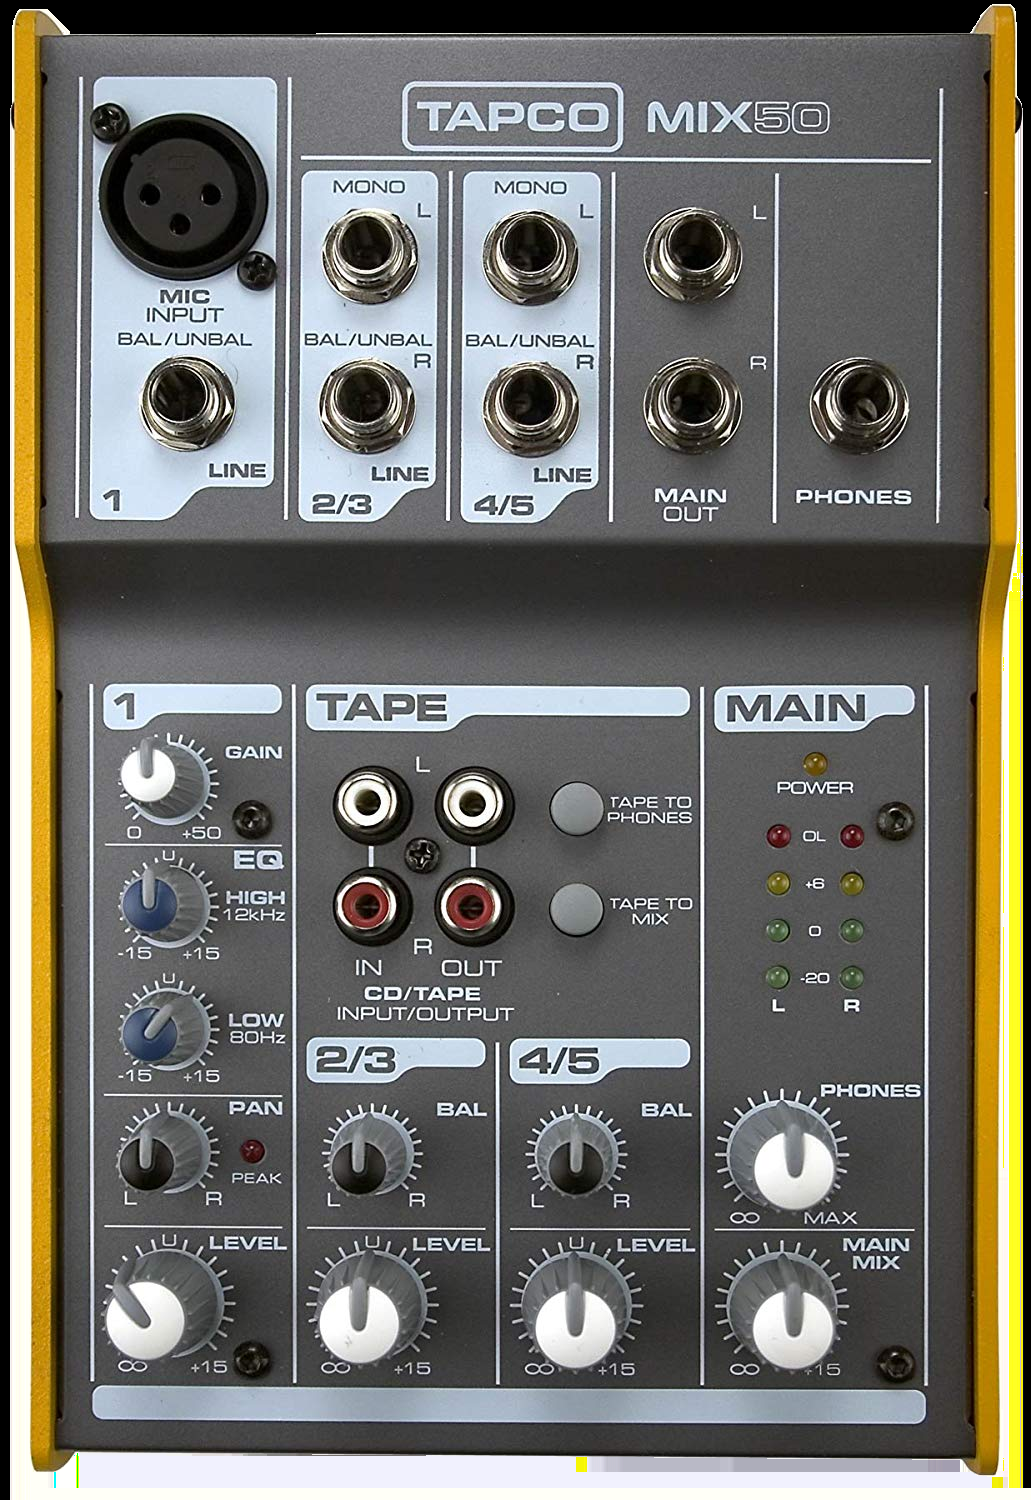 TAPCO MIX50
MIC
INPUT
BAL/UNBAL
LINE
1
MONO
L
BAL/UNBAL
R
LINE
2/3
MONO
L
BAL/UNBAL
R
LINE
4/5
L
R
MAIN
OUT
PHONES
1
U
GAIN
0 +50
EQ
U
HIGH
12kHz
-15 +15
U
LOW
80Hz
-15 +15
PAN
PEAK
L R
U LEVEL
∞ +15
TAPE
L
TAPE TO
PHONES
TAPE TO
MIX
R
IN OUT
CD/TAPE
INPUT/OUTPUT
2/3
BAL
L R
U LEVEL
∞ +15
4/5
BAL
L R
U LEVEL
∞ +15
MAIN
POWER
OL
+6
0
-20
L R
PHONES
∞ MAX
MAIN
MIX
∞ +15